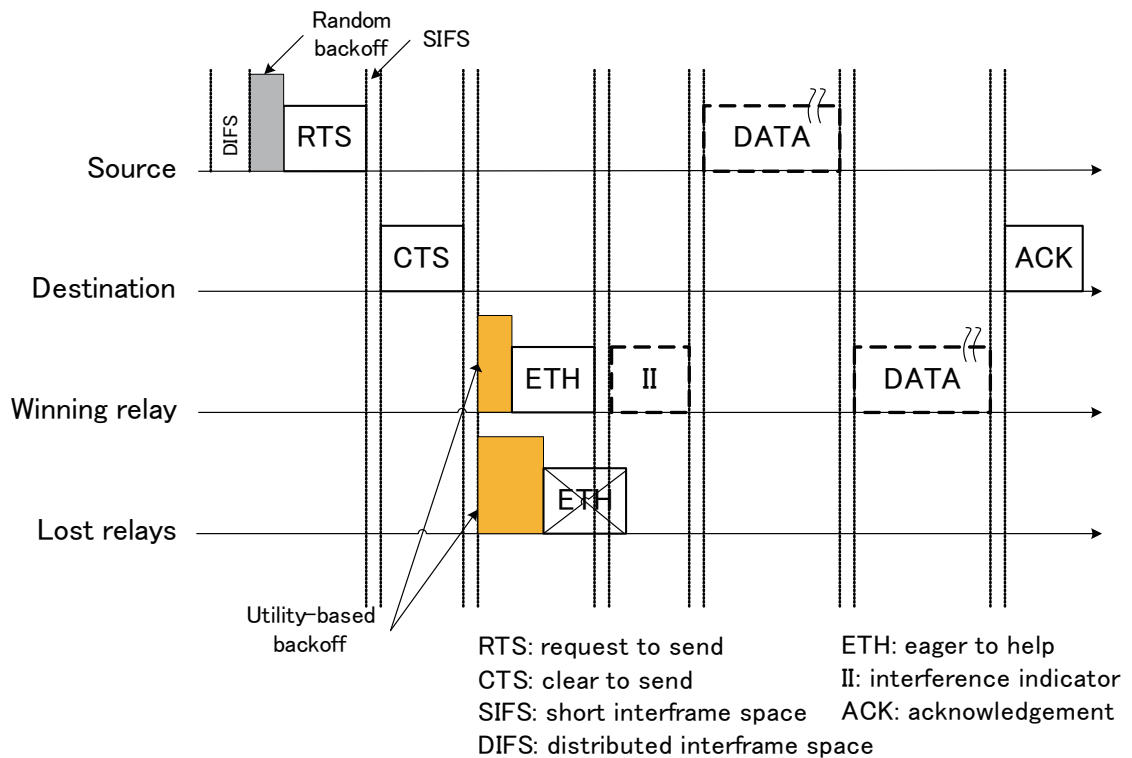 Random
backoff
SIFS
DIFS
RTS
DATA
Source
CTS
ACK
Destination
ETH
II
DATA
Winning relay
ETH
Lost relays
Utility-based
backoff
RTS: request to send
CTS: clear to send
SIFS: short interframe space
DIFS: distributed interframe space
ETH: eager to help
II: interference indicator
ACK: acknowledgement